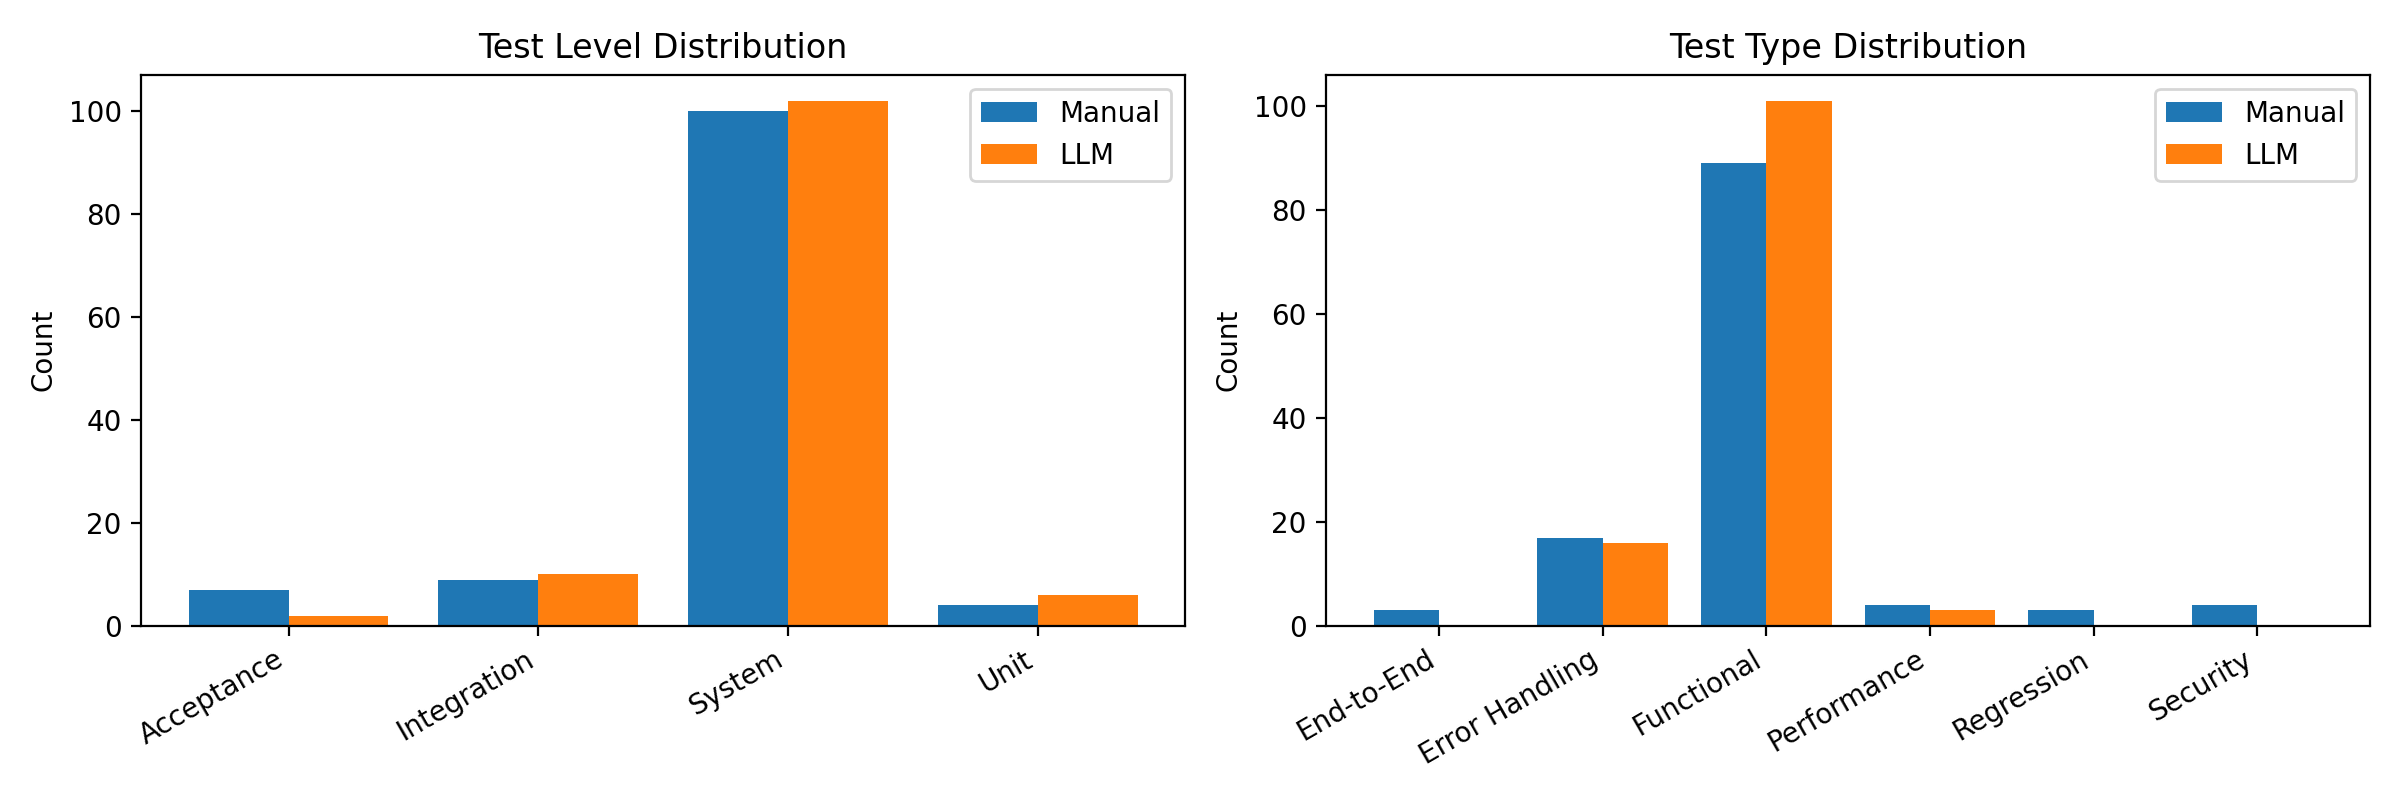 Test Level Distribution
Count
100
80
60
40
20
0
Acceptance
Integration
System
Unit
Manual
LLM
Test Type Distribution
Count
100
80
60
40
20
0
End-to-End
Error Handling
Functional
Performance
Regression
Security
Manual
LLM